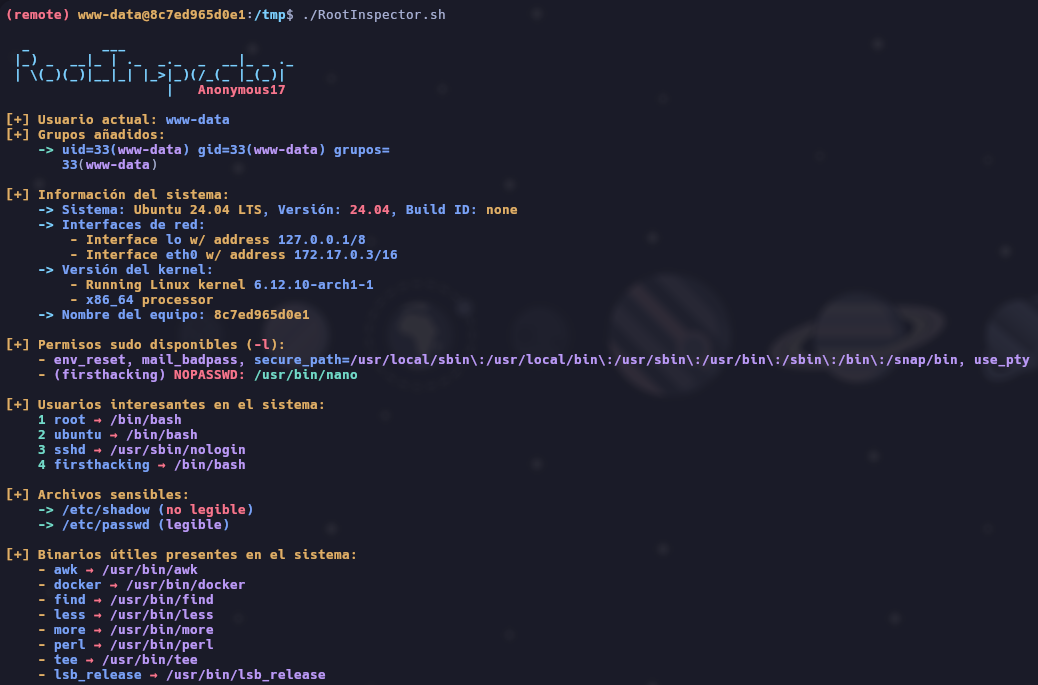 (remote) www-data@8c7ed965d0e1:/tmp$ ./RootInspector.sh
Anonymous17
[+] Usuario actual: www-data
[+] Grupos añadidos:
-> uid=33(www-data) gid=33(www-data) grupos=
33(www-data)
[+] Información del sistema:
-> Sistema: Ubuntu 24.04 LTS, Versión: 24.04, Build ID: none
-> Interfaces de red:
- Interface lo w/ address 127.0.0.1/8
- Interface eth0 w/ address 172.17.0.3/16
-> Versión del kernel:
- Running Linux kernel 6.12.10-arch1-1
- x86_64 processor
-> Nombre del equipo: 8c7ed965d0e1
[+] Permisos sudo disponibles (-l):
- env_reset, mail_badpass, secure_path=/usr/local/sbin\:/usr/local/bin\:/usr/sbin\:/usr/bin\:/sbin\:/bin\:/snap/bin, use_pty
- (firsthacking) NOPASSWD: /usr/bin/nano
[+] Usuarios interesantes en el sistema:
1 root → /bin/bash
2 ubuntu → /bin/bash
3 sshd → /usr/sbin/nologin
4 firsthacking → /bin/bash
[+] Archivos sensibles:
-> /etc/shadow (no legible)
-> /etc/passwd (legible)
[+] Binarios útiles presentes en el sistema:
- awk → /usr/bin/awk
- docker → /usr/bin/docker
- find → /usr/bin/find
- less → /usr/bin/less
- more → /usr/bin/more
- perl → /usr/bin/perl
- tee → /usr/bin/tee
- lsb_release → /usr/bin/lsb_release